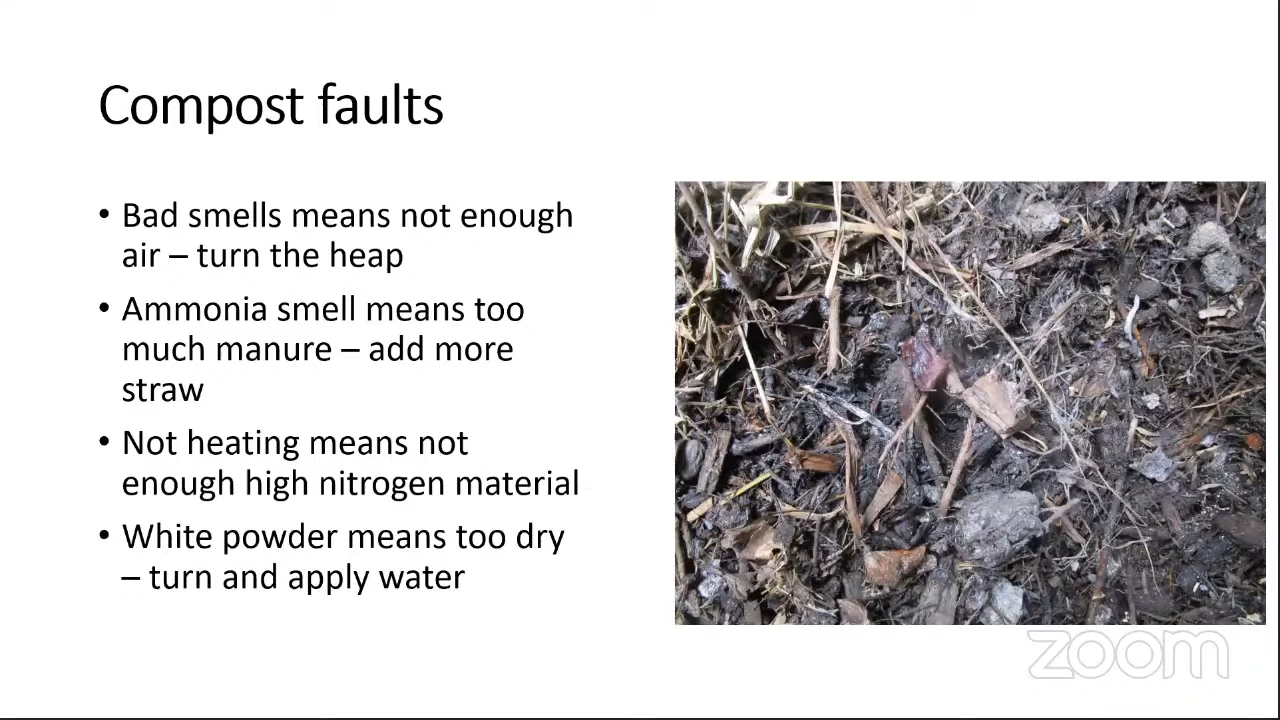 Compost faults
• Bad smells means not enough
air – turn the heap
• Ammonia smell means too
much manure – add more
straw
• Not heating means not
enough high nitrogen material
• White powder means too dry
– turn and apply water
zoom